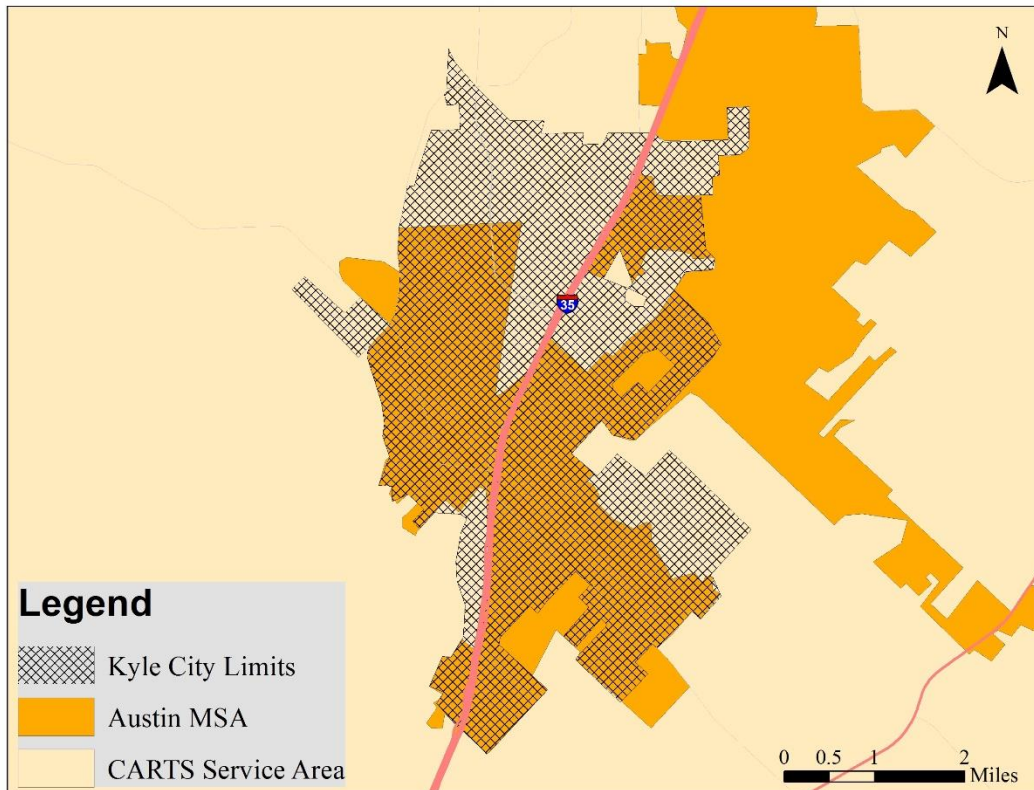 N
35
Legend
Kyle City Limits
Austin MSA
CARTS Service Area
0 0.5 1 2
Miles